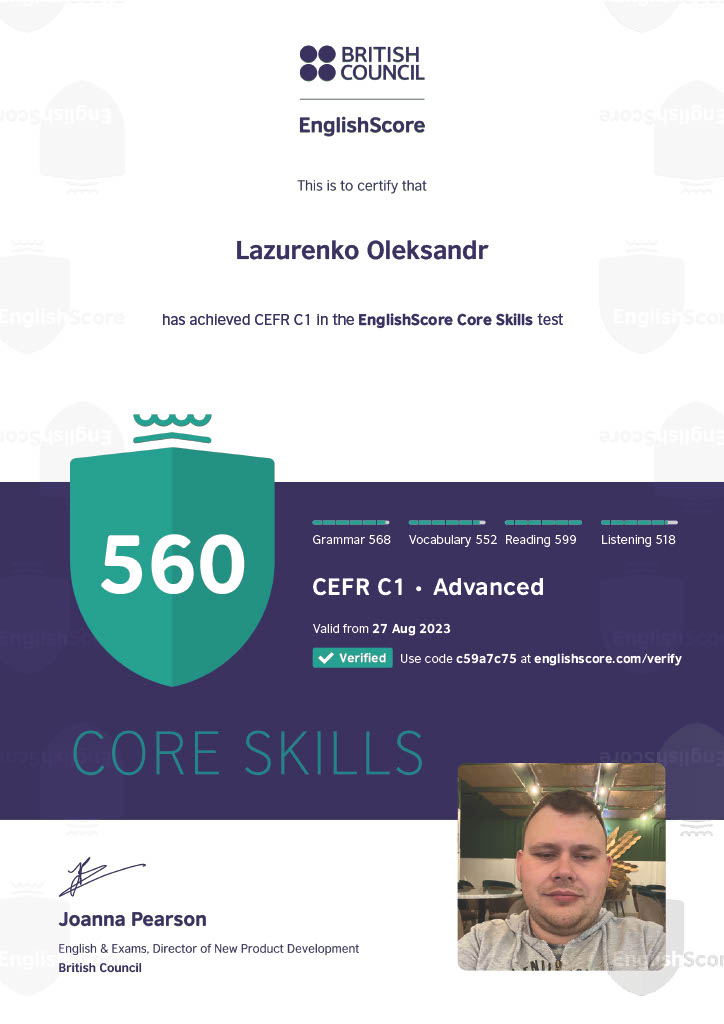 BRITISH
COUNCIL
EnglishScore
This is to certify that
Lazurenko Oleksandr
has achieved CEFR C1 in the EnglishScore Core Skills test
560
Grammar 568 Vocabulary 552 Reading 599 Listening 518
CEFR C1 • Advanced
Valid from 27 Aug 2023
Verified Use code c59a7c75 at englishscore.com/verify
CORE SKILLS
Joanna Pearson
English & Exams, Director of New Product Development
British Council
EnglishScore